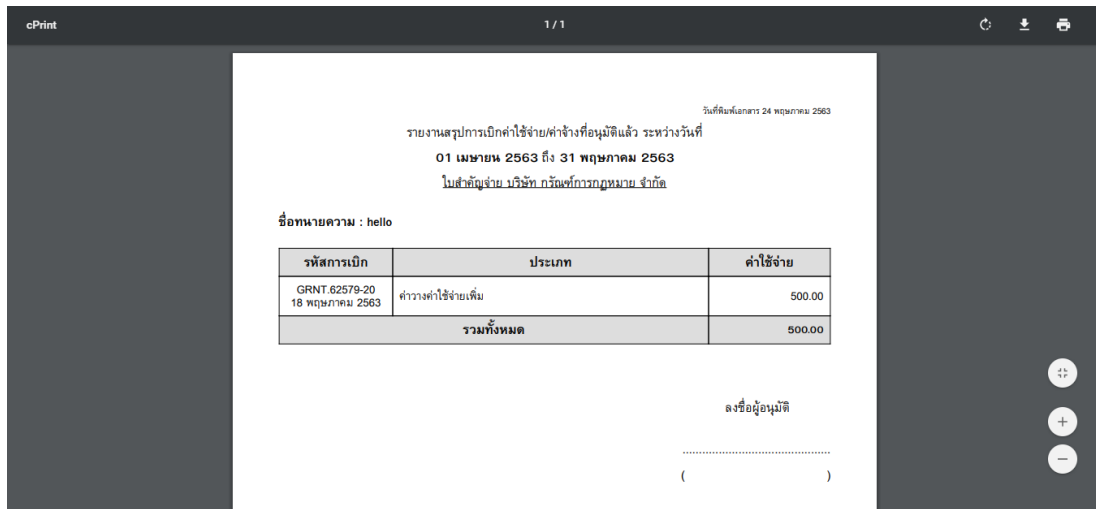 cPrint
1 / 1
วันที่พิมพ์เอกสาร 24 พฤษภาคม 2563
รายงานสรุปการเบิกค่าใช้จ่าย/ค่าจ้างที่อนุมัติแล้ว ระหว่างวันที่
01 เมษายน 2563 ถึง 31 พฤษภาคม 2563
ใบสำคัญจ่าย บริษัท กรัณฑ์การกฎหมาย จำกัด
ชื่อทนายความ : hello
รหัสการเบิก ประเภท ค่าใช้จ่าย
GRNT.62579-20
18 พฤษภาคม 2563 ค่าวางค่าใช้จ่ายเพิ่ม 500.00
รวมทั้งหมด 500.00
ลงชื่อผู้อนุมัติ
.............................................
( )